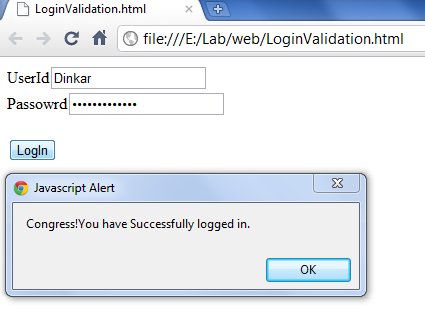 LoginValidation.html
file:///E:/Lab/web/LoginValidation.html
UserId Dinkar
Passowrd •••••••••••••
LogIn
Javascript Alert
Congress!You have Successfully logged in.
OK